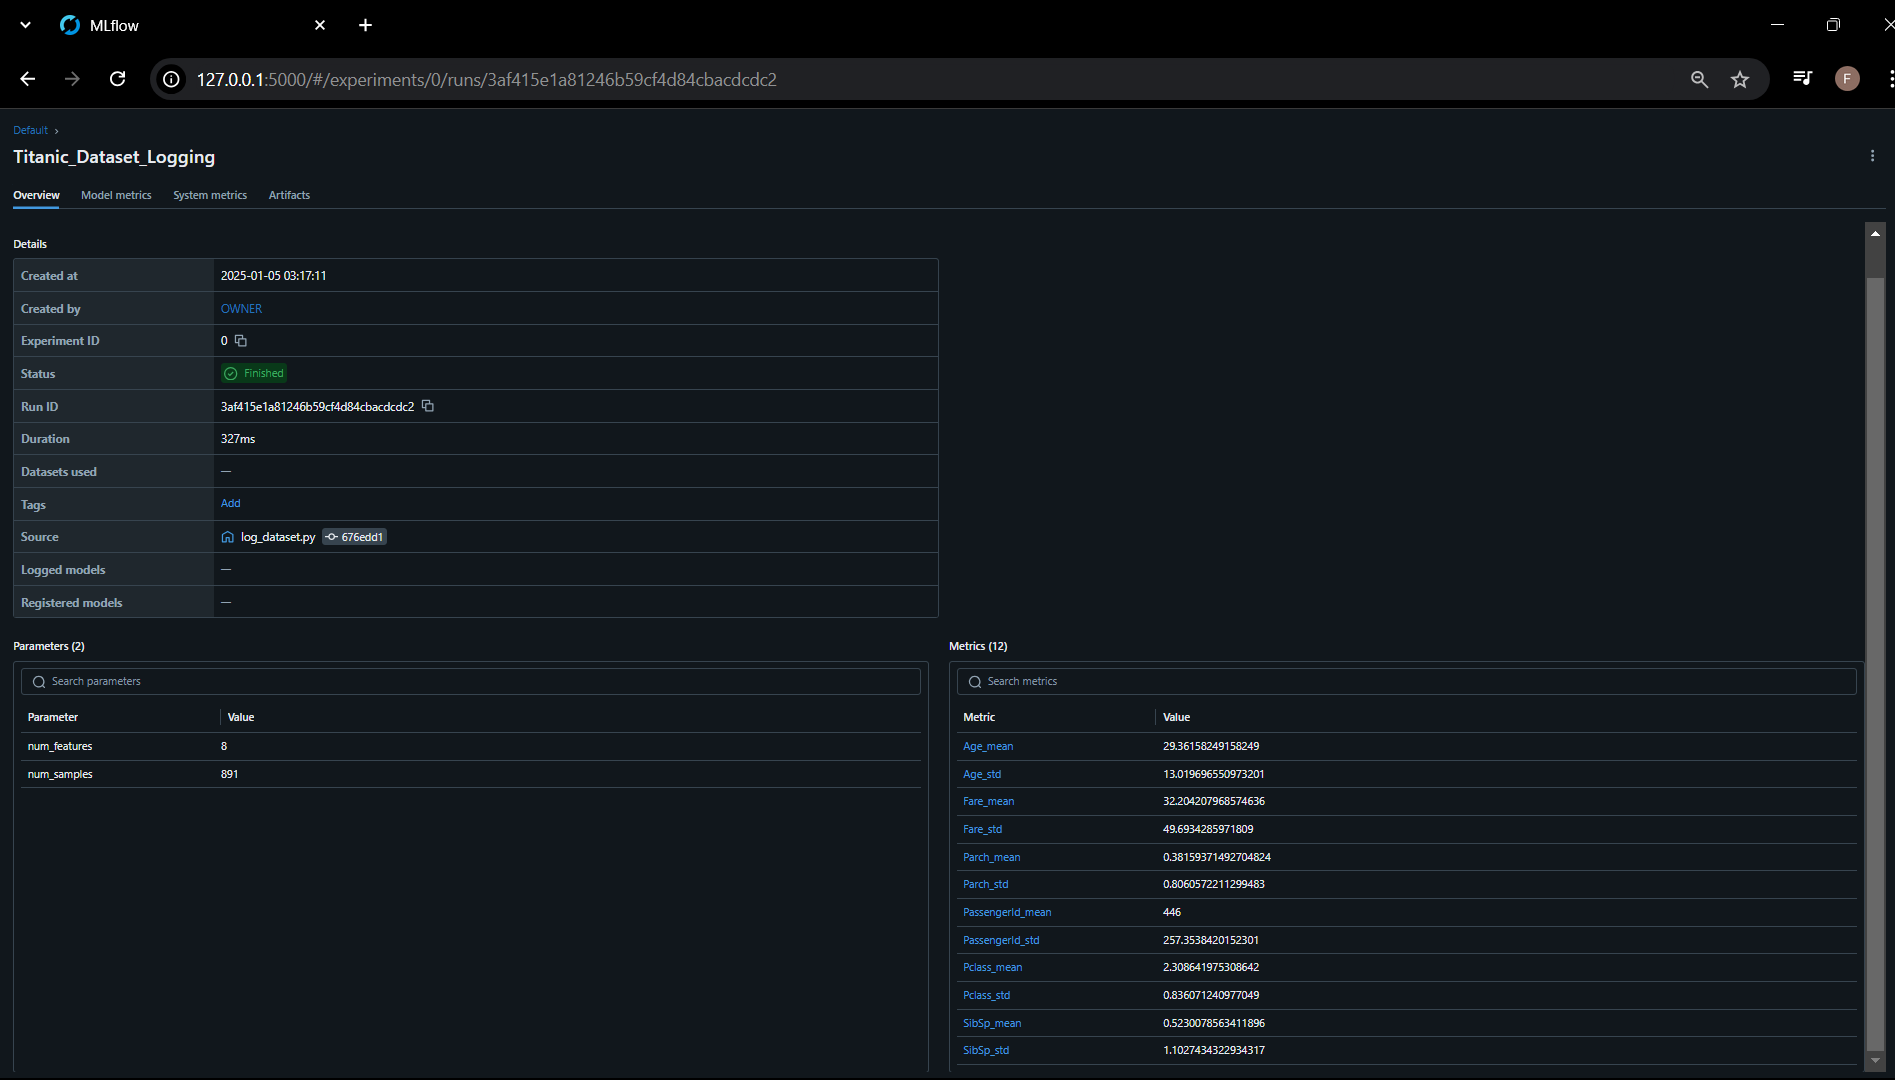 MLflow
127.0.0.1:5000/#/experiments/0/runs/3af415e1a81246b59cf4d84cbacdcdc2
F
Default
Titanic_Dataset_Logging
Overview Model metrics System metrics Artifacts
Details
Created at 2025-01-05 03:17:11
Created by OWNER
Experiment ID 0
Status Finished
Run ID 3af415e1a81246b59cf4d84cbacdcdc2
Duration 327ms
Datasets used —
Tags Add
Source log_dataset.py 676edd1
Logged models —
Registered models —
Parameters (2)
Search parameters
Parameter Value
num_features 8
num_samples 891
Metrics (12)
Search metrics
Metric Value
Age_mean 29.36158249158249
Age_std 13.019696550973201
Fare_mean 32.204207968574636
Fare_std 49.6934285971809
Parch_mean 0.38159371492704824
Parch_std 0.8060572211299483
PassengerId_mean 446
PassengerId_std 257.3538420152301
Pclass_mean 2.308641975308642
Pclass_std 0.836071240977049
SibSp_mean 0.5230078563411896
SibSp_std 1.1027434322934317